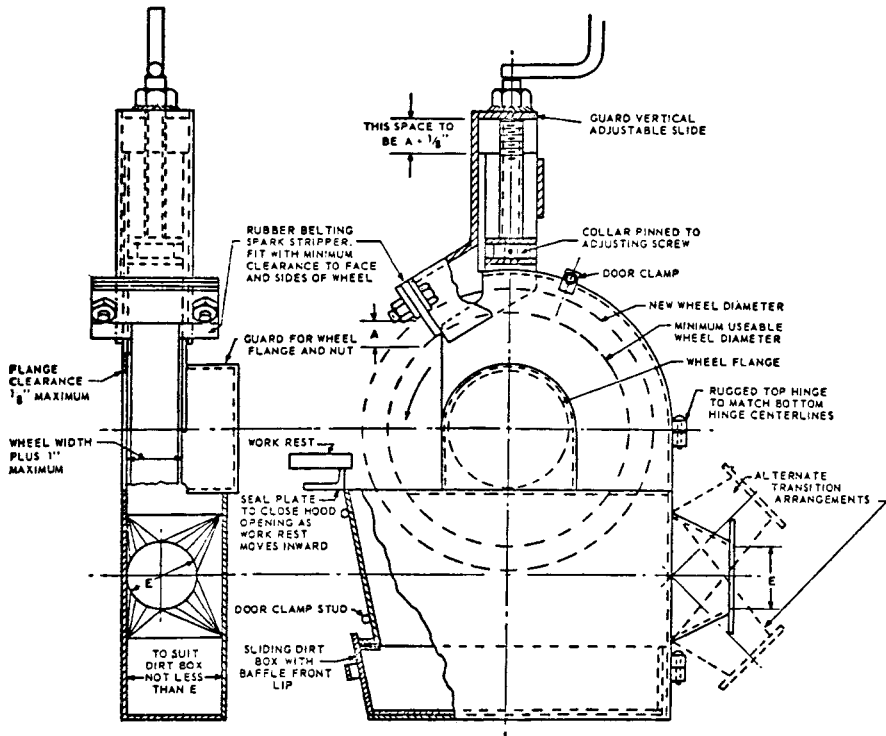 THIS SPACE TO
BE A + 1/8"
GUARD VERTICAL
ADJUSTABLE SLIDE
RUBBER BELTING
SPARK STRIPPER.
FIT WITH MINIMUM
CLEARANCE TO FACE
AND SIDES OF WHEEL
COLLAR PINNED TO
ADJUSTING SCREW
DOOR CLAMP
NEW WHEEL DIAMETER
MINIMUM USEABLE
WHEEL DIAMETER
A
GUARD FOR WHEEL
FLANGE AND NUT
WHEEL FLANGE
FLANGE
CLEARANCE
1/8" MAXIMUM
RUGGED TOP HINGE
TO MATCH BOTTOM
HINGE CENTERLINES
WHEEL WIDTH
PLUS 1"
MAXIMUM
WORK REST
SEAL PLATE
TO CLOSE HOOD
OPENING AS
WORK REST
MOVES INWARD
ALTERNATE
TRANSITION
ARRANGEMENTS
E
E
DOOR CLAMP STUD
TO SUIT
DIRT BOX
NOT LESS
THAN E
SLIDING DIRT
BOX WITH
BAFFLE FRONT
LIP